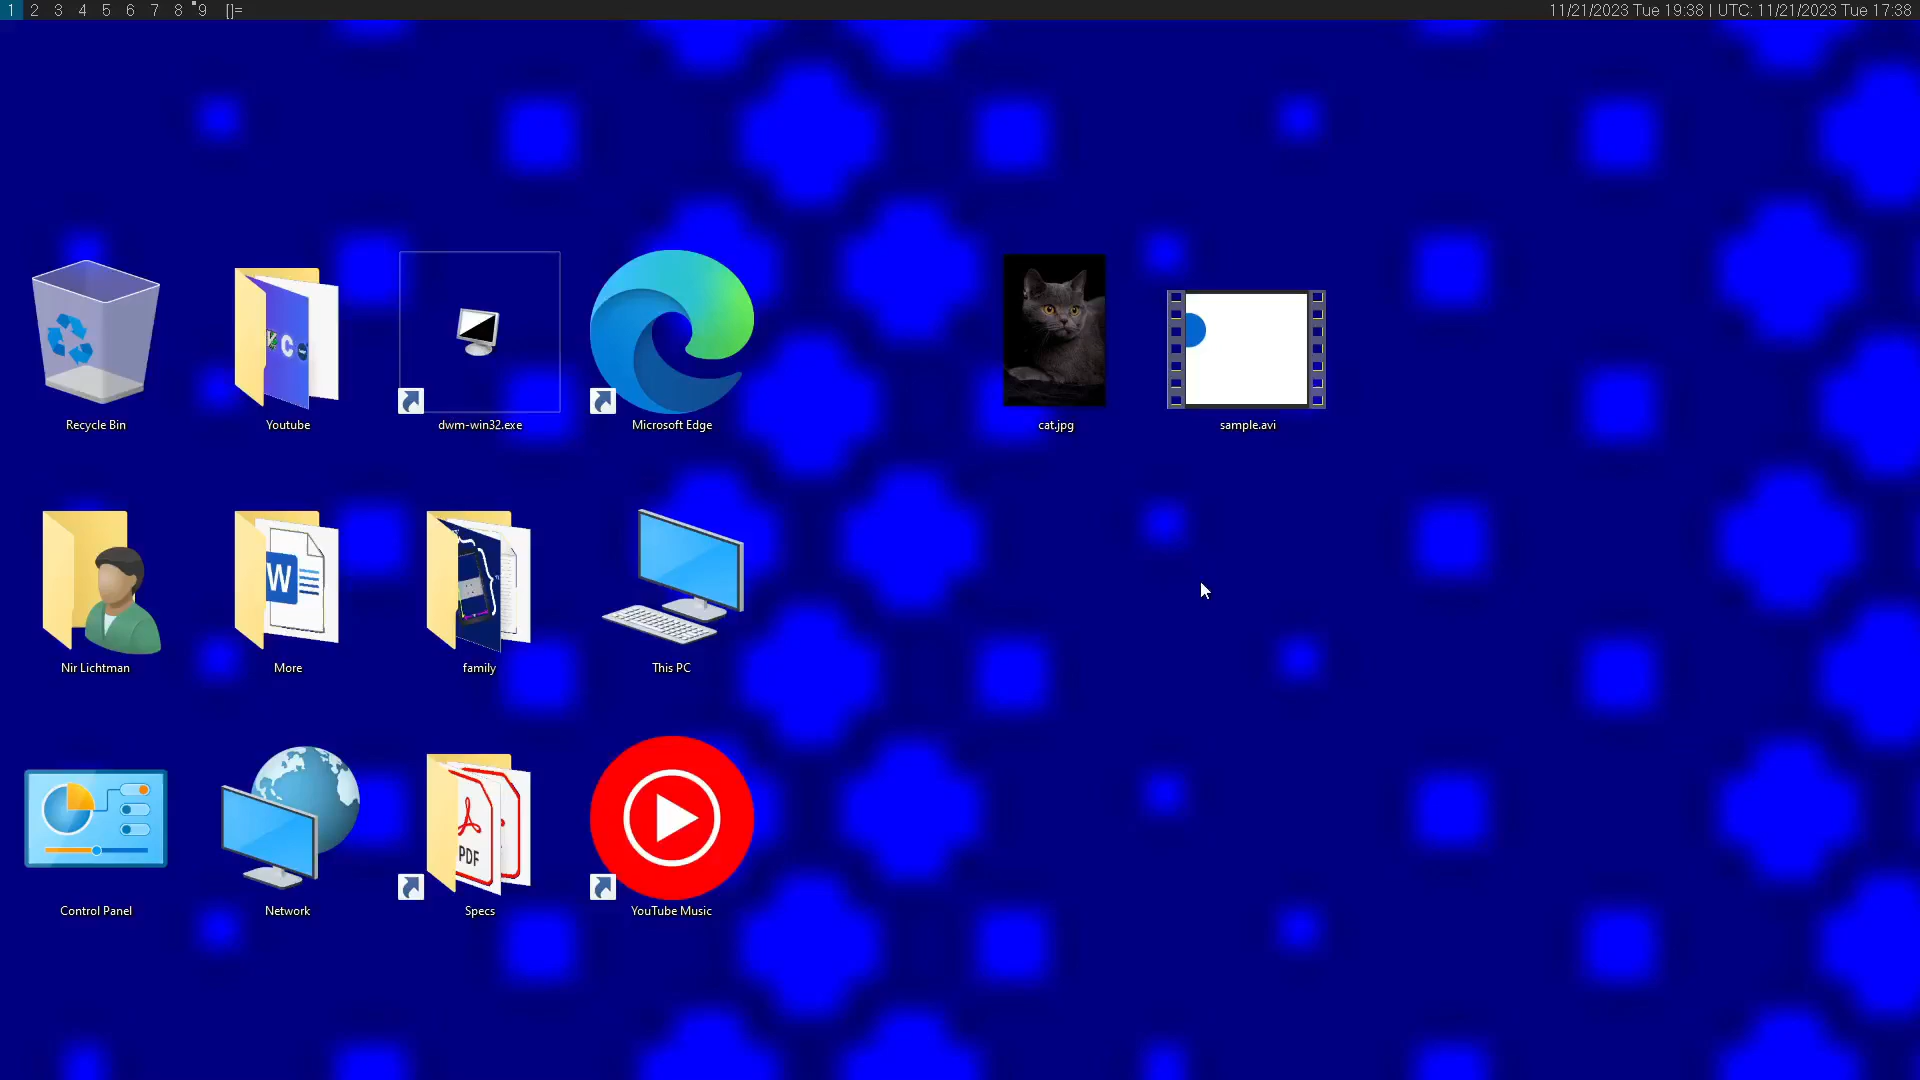 1 2 3 4 5 6 7 8 9 []= 11/21/2023 Tue 19:38 | UTC: 11/21/2023 Tue 17:38
Recycle Bin
Youtube
dwm-win32.exe
Microsoft Edge
cat.jpg
sample.avi
Nir Lichtman
More
family
This PC
Control Panel
Network
Specs
YouTube Music
W
PDF
C